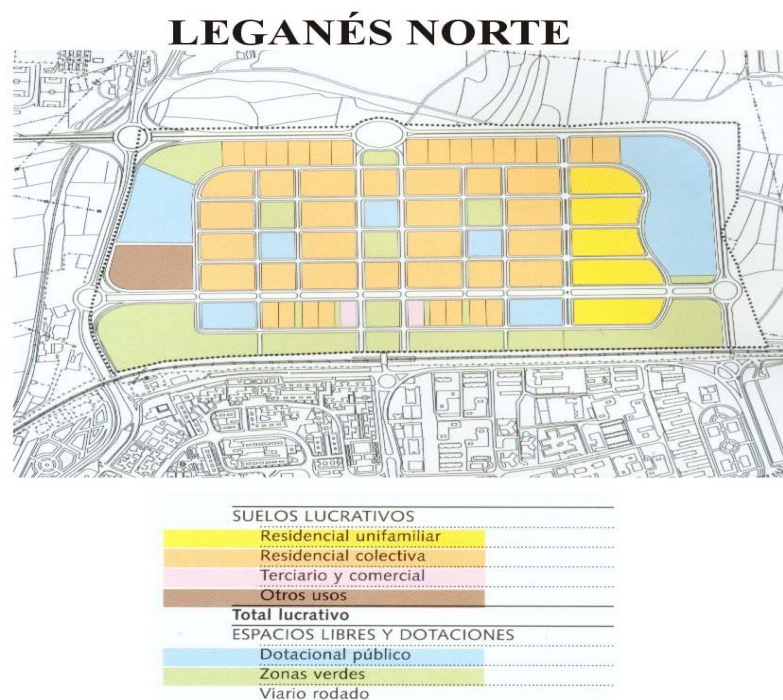 LEGANÉS NORTE
SUELOS LUCRATIVOS
Residencial unifamiliar
Residencial colectiva
Terciario y comercial
Otros usos
Total lucrativo
ESPACIOS LIBRES Y DOTACIONES
Dotacional público
Zonas verdes
Viario rodado